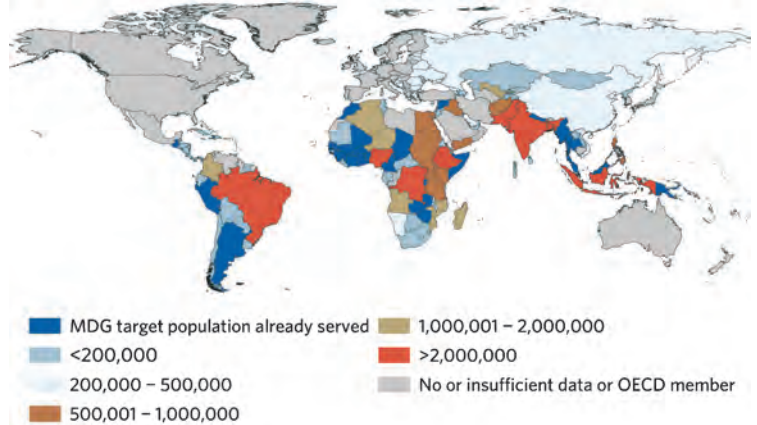 MDG target population already served
<200,000
200,000 – 500,000
500,001 – 1,000,000
1,000,001 – 2,000,000
>2,000,000
No or insufficient data or OECD member